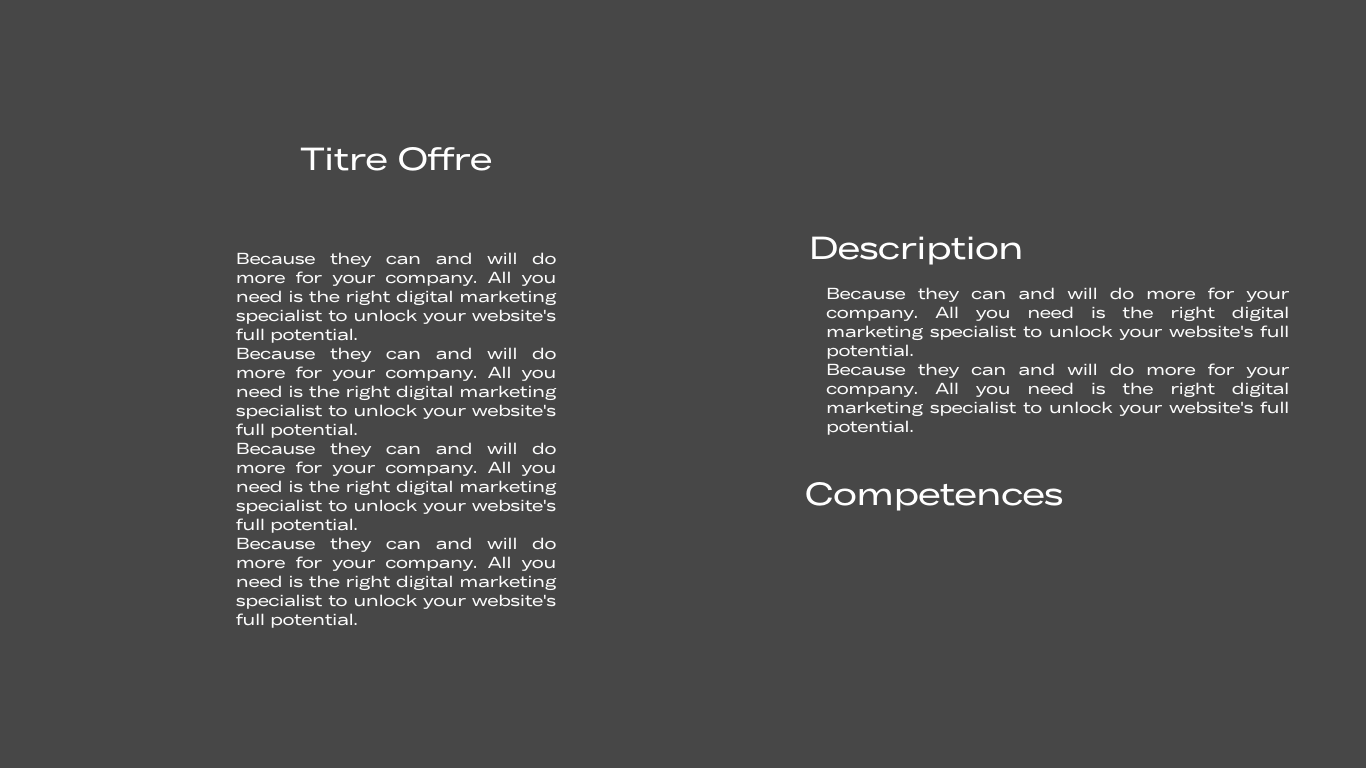 Titre Offre
Because they can and will do
more for your company. All you
need is the right digital marketing
specialist to unlock your website's
full potential.
Because they can and will do
more for your company. All you
need is the right digital marketing
specialist to unlock your website's
full potential.
Because they can and will do
more for your company. All you
need is the right digital marketing
specialist to unlock your website's
full potential.
Because they can and will do
more for your company. All you
need is the right digital marketing
specialist to unlock your website's
full potential.
Description
Because they can and will do more for your
company. All you need is the right digital
marketing specialist to unlock your website's full
potential.
Because they can and will do more for your
company. All you need is the right digital
marketing specialist to unlock your website's full
potential.
Competences